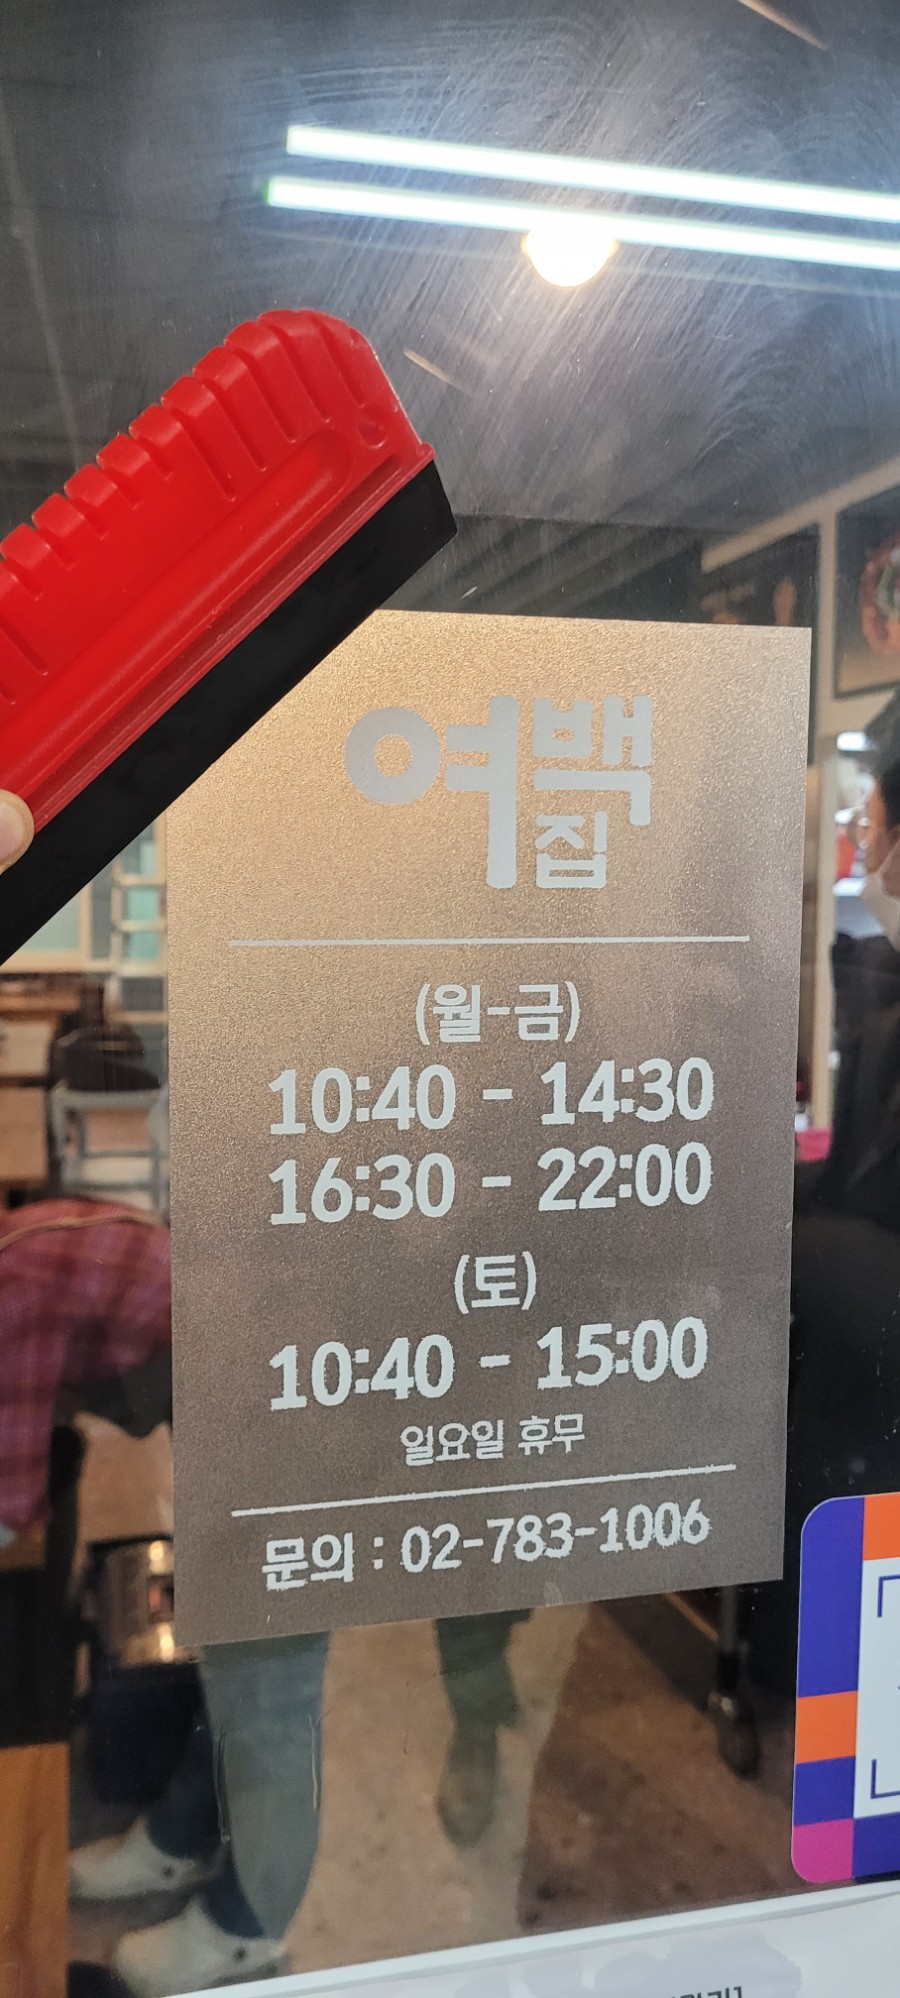 여백
집
(월-금)
10:40 - 14:30
16:30 - 22:00
(토)
10:40 - 15:00
일요일 휴무
문의 : 02-783-1006